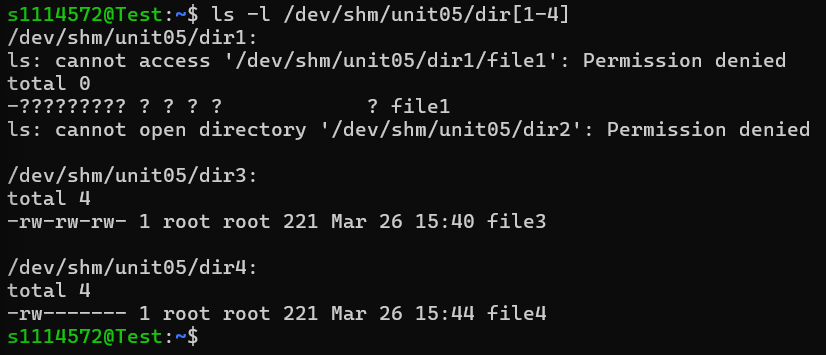 s1114572@Test:~$ ls -l /dev/shm/unit05/dir[1-4]
/dev/shm/unit05/dir1:
ls: cannot access '/dev/shm/unit05/dir1/file1': Permission denied
total 0
-????????? ? ? ? ?            ? file1
ls: cannot open directory '/dev/shm/unit05/dir2': Permission denied

/dev/shm/unit05/dir3:
total 4
-rw-rw-rw- 1 root root 221 Mar 26 15:40 file3

/dev/shm/unit05/dir4:
total 4
-rw------- 1 root root 221 Mar 26 15:44 file4
s1114572@Test:~$